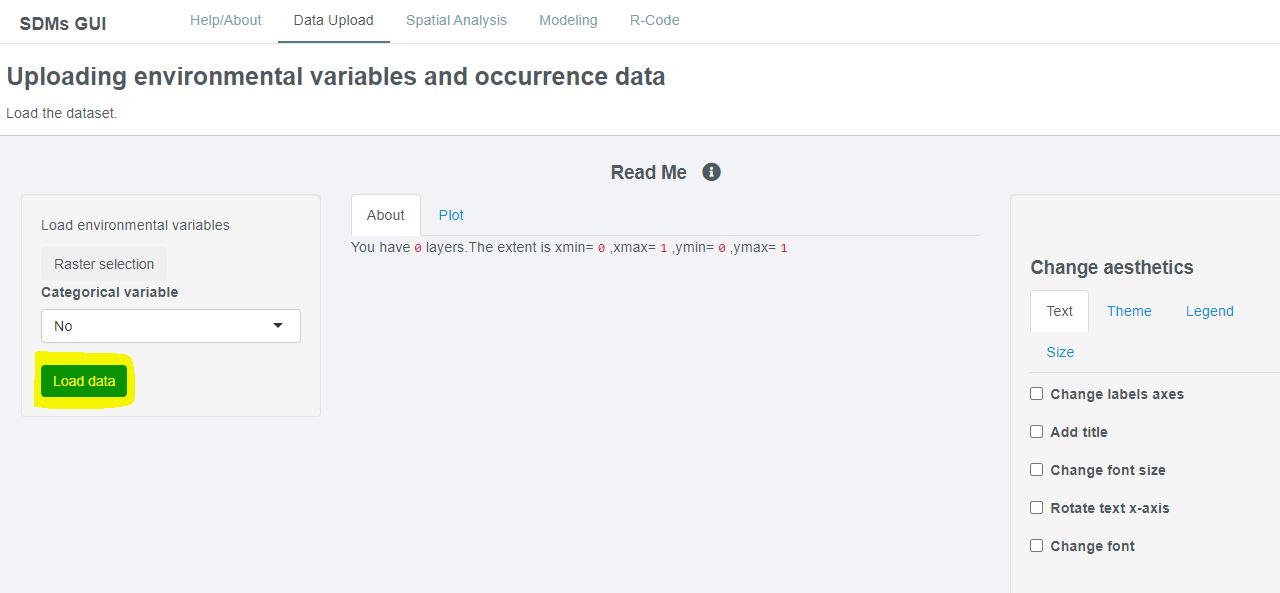 SDMs GUI Help/About Data Upload Spatial Analysis Modeling R-Code
Uploading environmental variables and occurrence data
Load the dataset.
Read Me
Load environmental variables
Raster selection
Categorical variable
No
Load data
About Plot
You have 0 layers.The extent is xmin= 0 ,xmax= 1 ,ymin= 0 ,ymax= 1
Change aesthetics
Text Theme Legend
Size
Change labels axes
Add title
Change font size
Rotate text x-axis
Change font